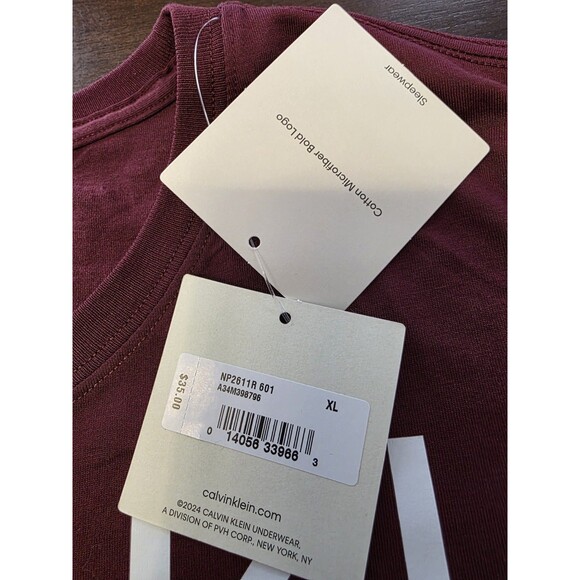 Sleepwear
Cotton Microfiber Bold Logo
NP2611R 601
A34M398796
XL
$35.00
0 14056 33966 3
calvinklein.com
©2024 CALVIN KLEIN UNDERWEAR,
A DIVISION OF PVH CORP., NEW YORK, NY